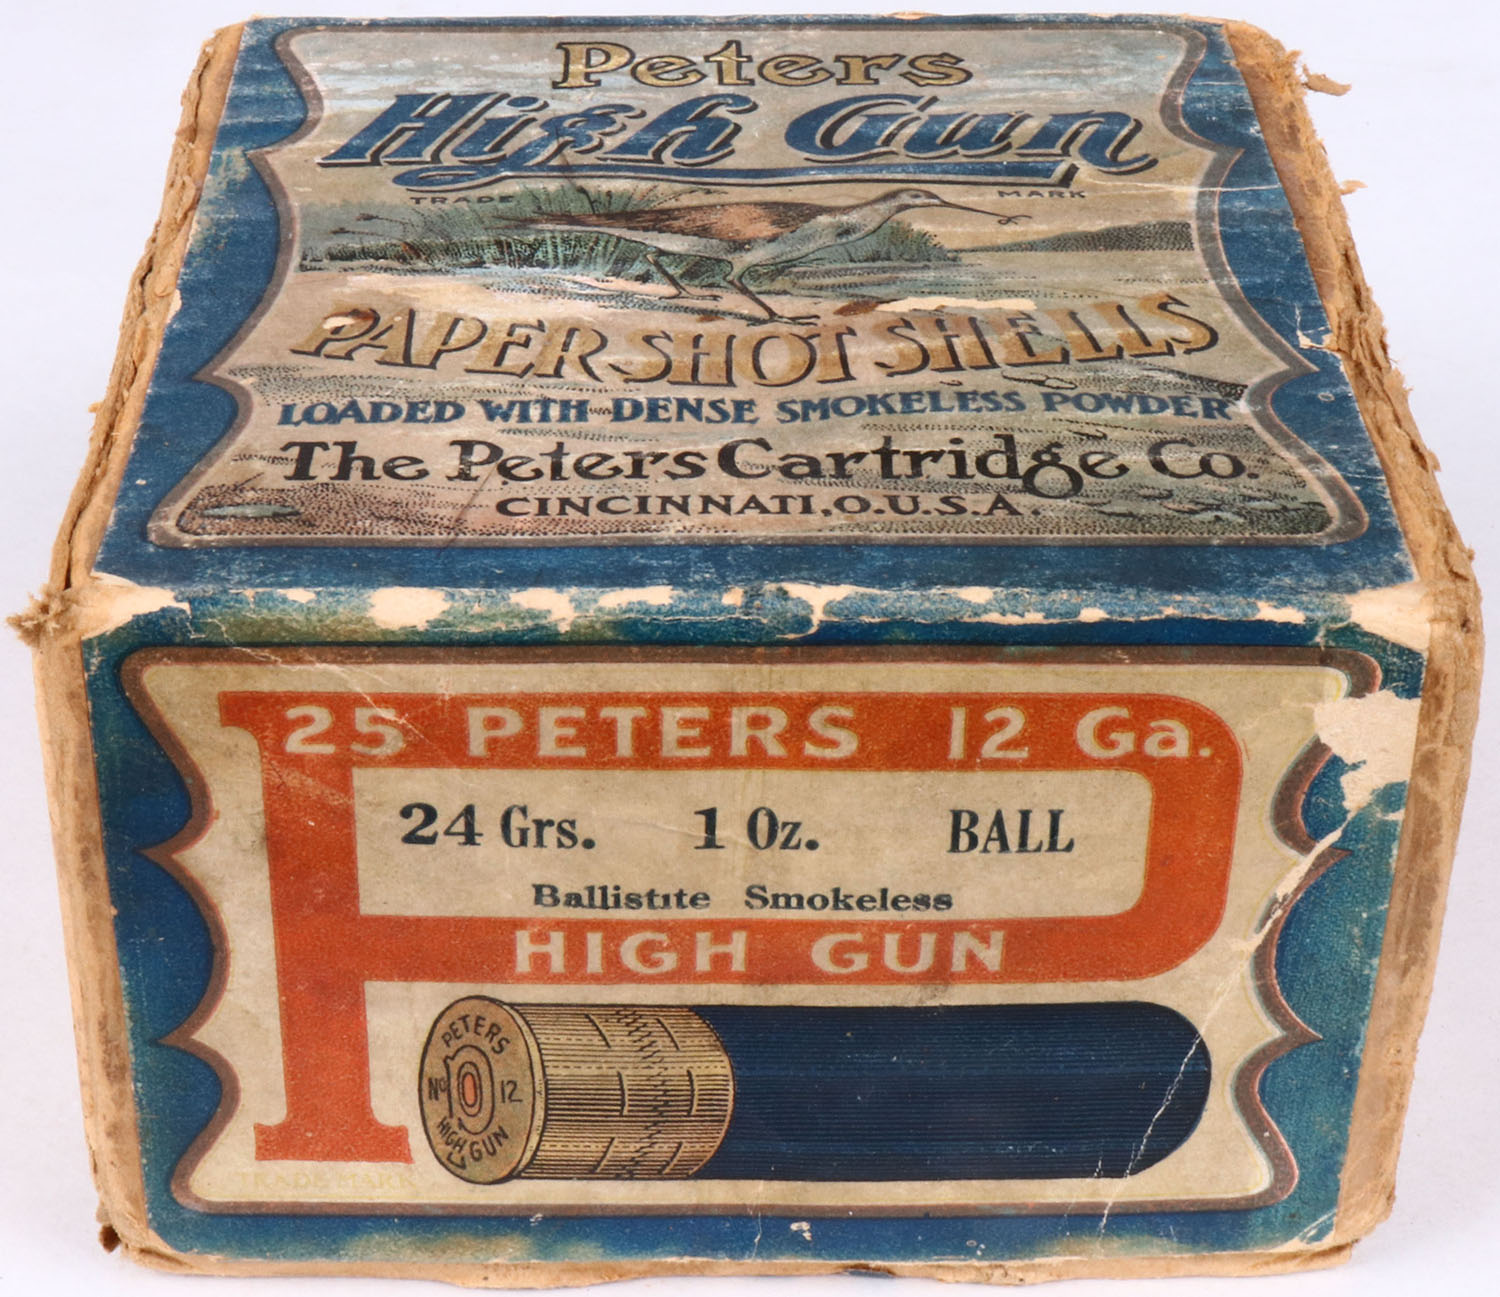 Peters
High Gun
TRADE MARK
PAPER SHOT SHELLS
LOADED WITH DENSE SMOKELESS POWDER
The Peters Cartridge Co.
CINCINNATI, O. U.S.A.
25 PETERS 12 Ga.
24 Grs. 1 Oz. BALL
Ballistite Smokeless
HIGH GUN
PETERS
No 12
HIGH GUN
TRADE MARK